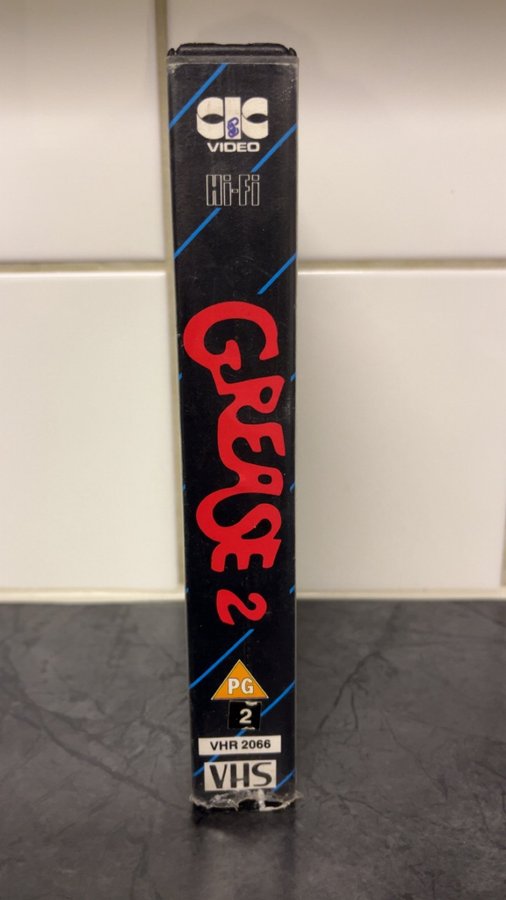 CIC
VIDEO
Hi-Fi
GREASE 2
PG
2
VHR 2066
VHS